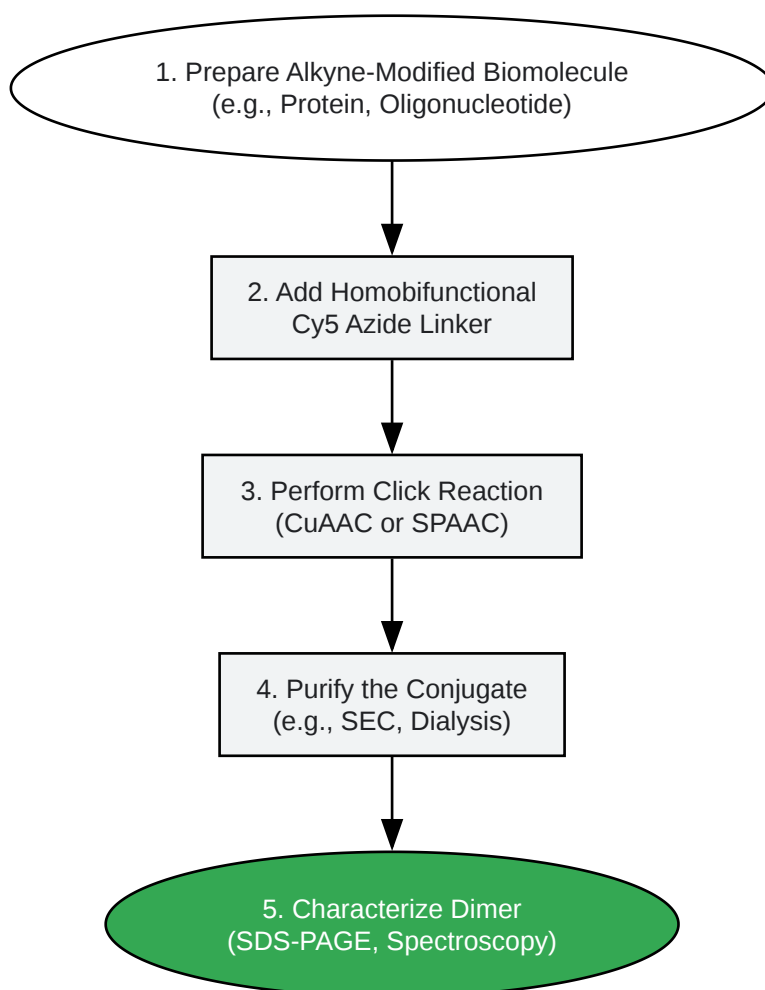 1. Prepare Alkyne-Modified Biomolecule
(e.g., Protein, Oligonucleotide)
2. Add Homobifunctional
Cy5 Azide Linker
3. Perform Click Reaction
(CuAAC or SPAAC)
4. Purify the Conjugate
(e.g., SEC, Dialysis)
5. Characterize Dimer
(SDS-PAGE, Spectroscopy)